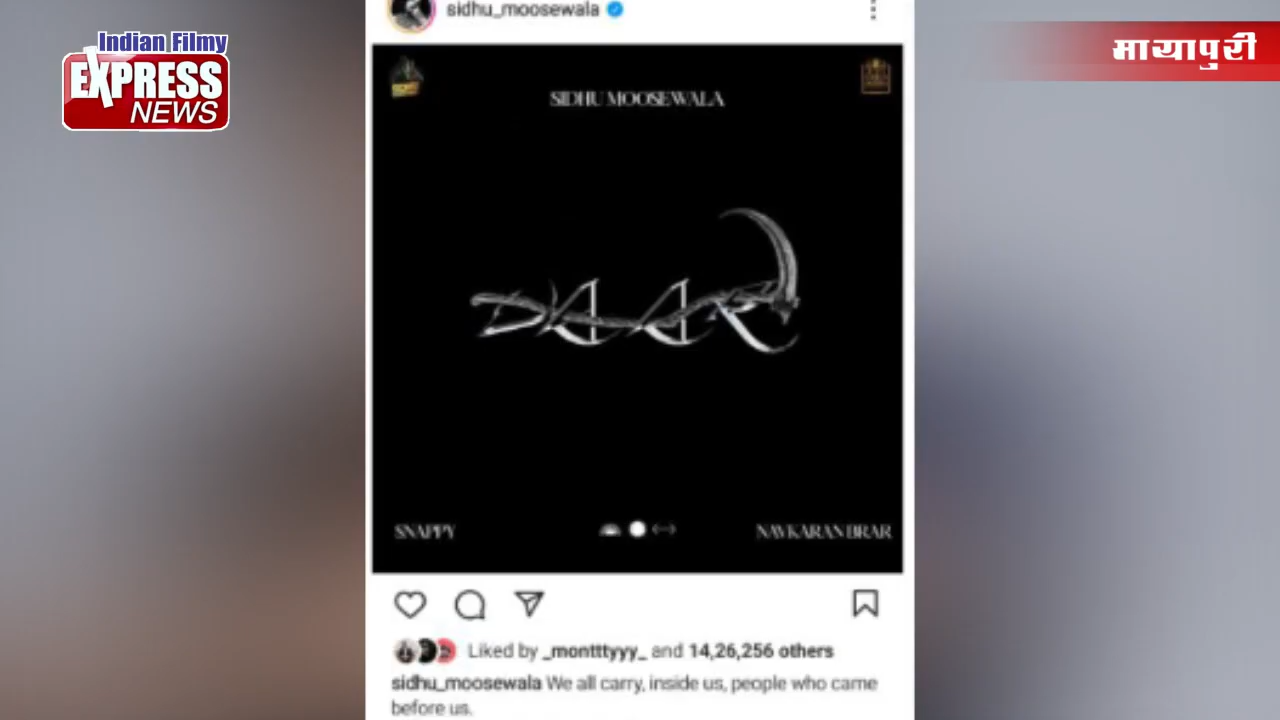 Indian Filmy
EXPRESS
NEWS
मायापुरी
sidhu_moosewala
SIDHU MOOSEWALA
SNAPPY
NAVKARAN BRAR
Liked by _montttyyy_ and 14,26,256 others
sidhu_moosewala We all carry, inside us, people who came
before us.